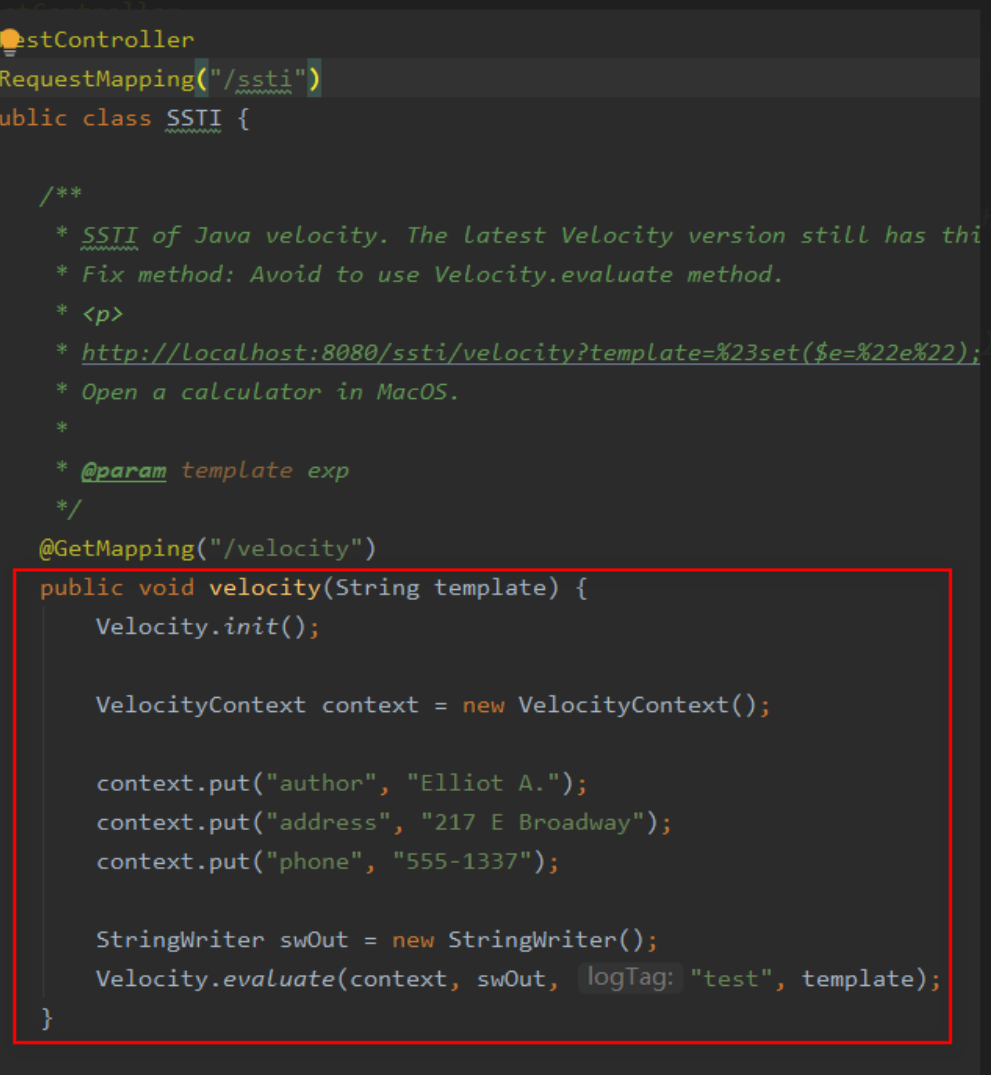 estController
RequestMapping("/ssti")
ublic class SSTI {
/**
* SSTI of Java velocity. The latest Velocity version still has thi
* Fix method: Avoid to use Velocity.evaluate method.
* <p>
* http://localhost:8080/ssti/velocity?template=%23set($e=%22e%22);
* Open a calculator in MacOS.
*
* @param template exp
*/
@GetMapping("/velocity")
public void velocity(String template) {
Velocity.init();
VelocityContext context = new VelocityContext();
context.put("author", "Elliot A.");
context.put("address", "217 E Broadway");
context.put("phone", "555-1337");
StringWriter swOut = new StringWriter();
Velocity.evaluate(context, swOut, logTag: "test", template);
}